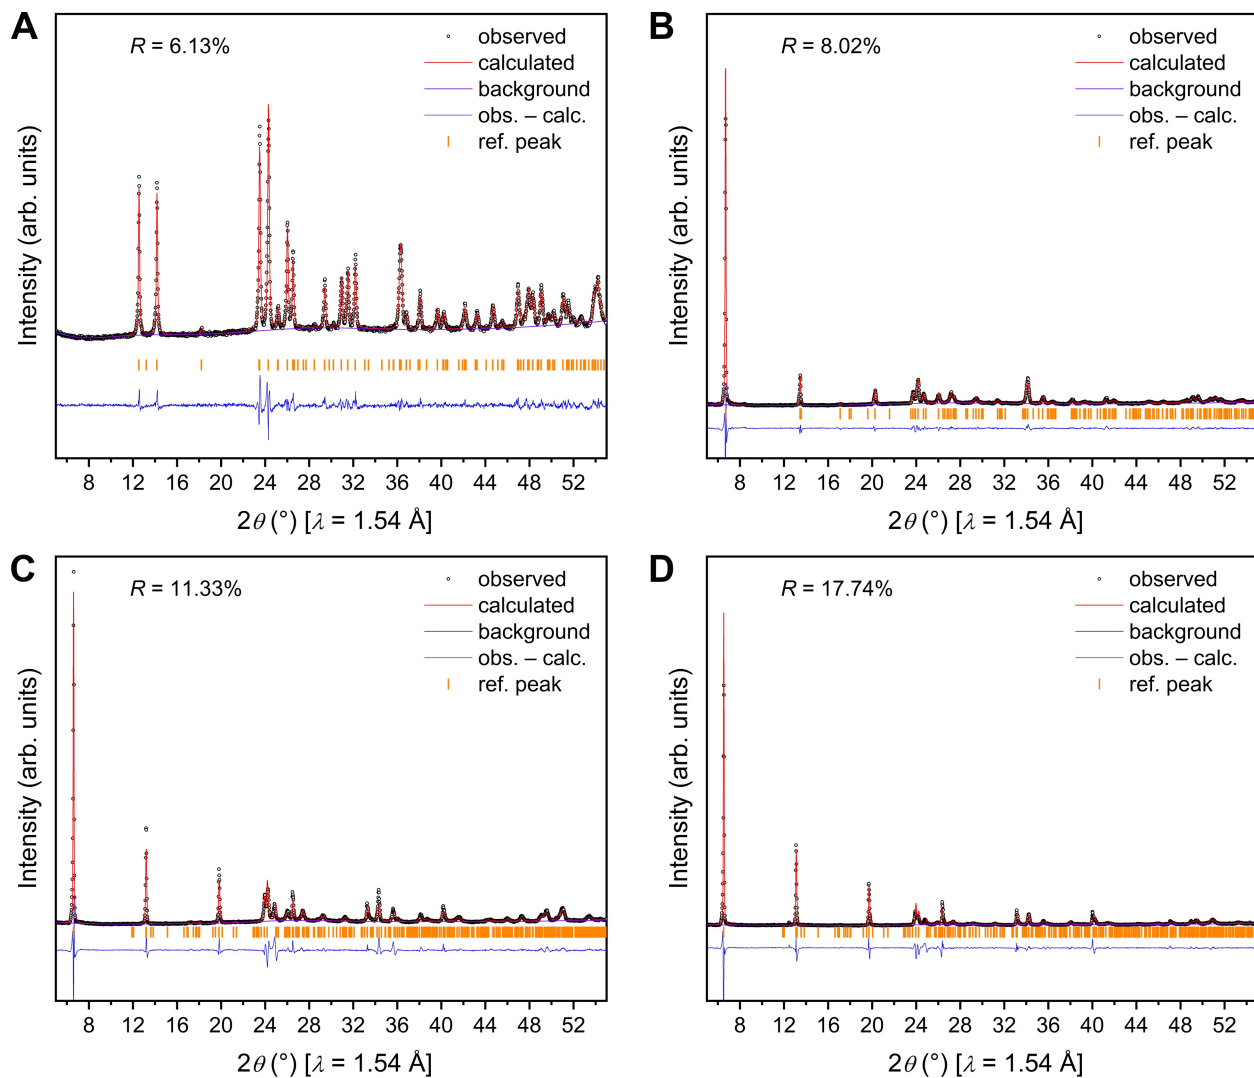 A
R = 6.13%
observed
calculated
background
obs. – calc.
ref. peak
Intensity (arb. units)
8 12 16 20 24 28 32 36 40 44 48 52
2θ (°) [λ = 1.54 Å]
B
R = 8.02%
observed
calculated
background
obs. – calc.
ref. peak
Intensity (arb. units)
8 12 16 20 24 28 32 36 40 44 48 52
2θ (°) [λ = 1.54 Å]
C
R = 11.33%
observed
calculated
background
obs. – calc.
ref. peak
Intensity (arb. units)
8 12 16 20 24 28 32 36 40 44 48 52
2θ (°) [λ = 1.54 Å]
D
R = 17.74%
observed
calculated
background
obs. – calc.
ref. peak
Intensity (arb. units)
8 12 16 20 24 28 32 36 40 44 48 52
2θ (°) [λ = 1.54 Å]